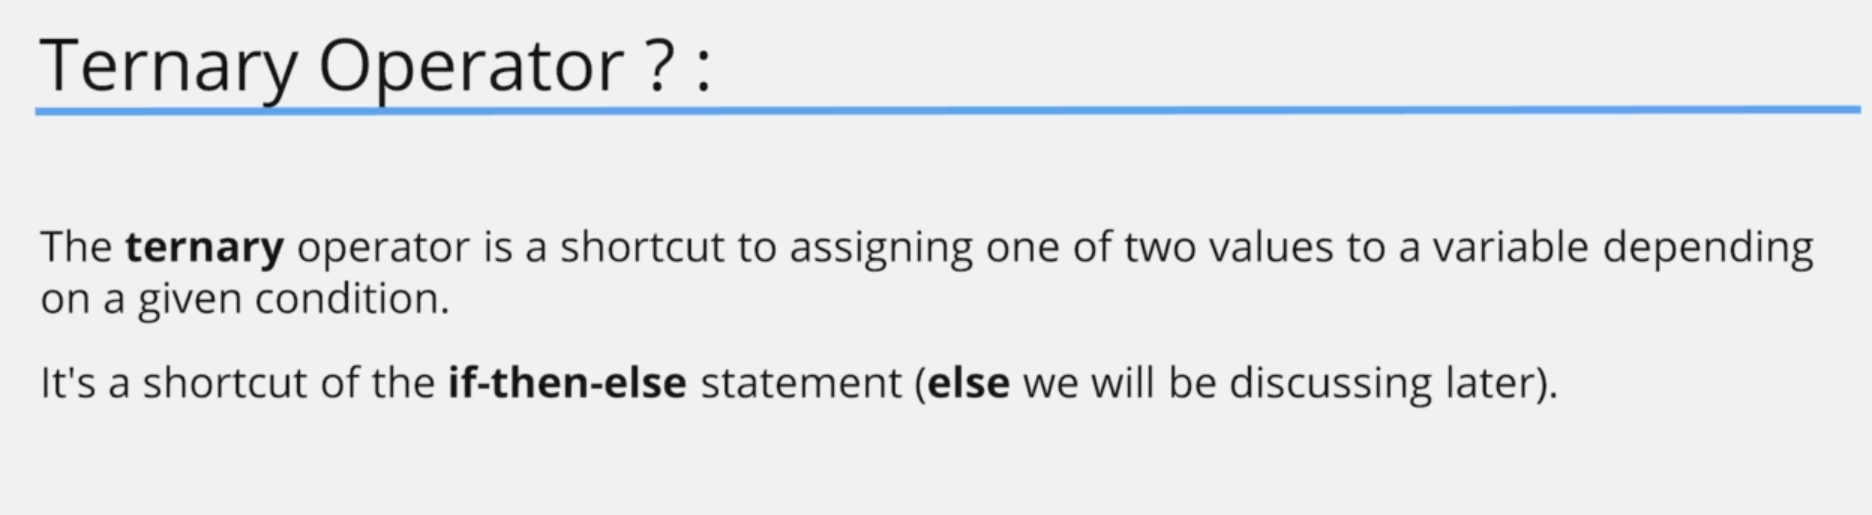 Ternary Operator ? :
The ternary operator is a shortcut to assigning one of two values to a variable depending
on a given condition.
It's a shortcut of the if-then-else statement (else we will be discussing later).